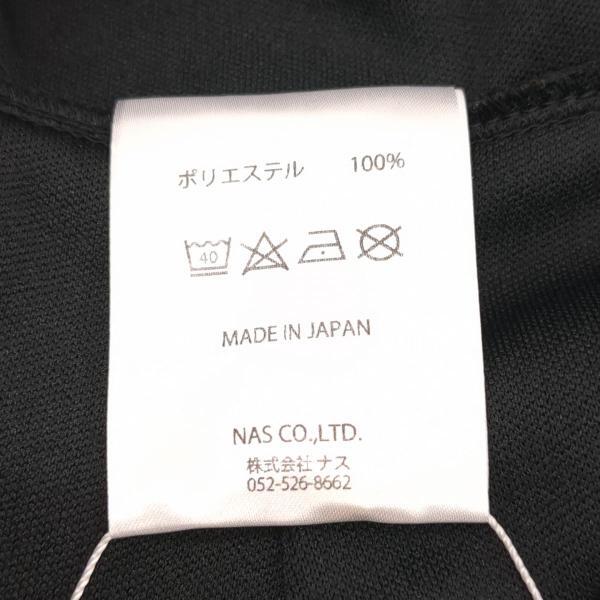 ポリエステル 100%
40
MADE IN JAPAN
NAS CO.,LTD.
株式会社 ナス
052-526-8662